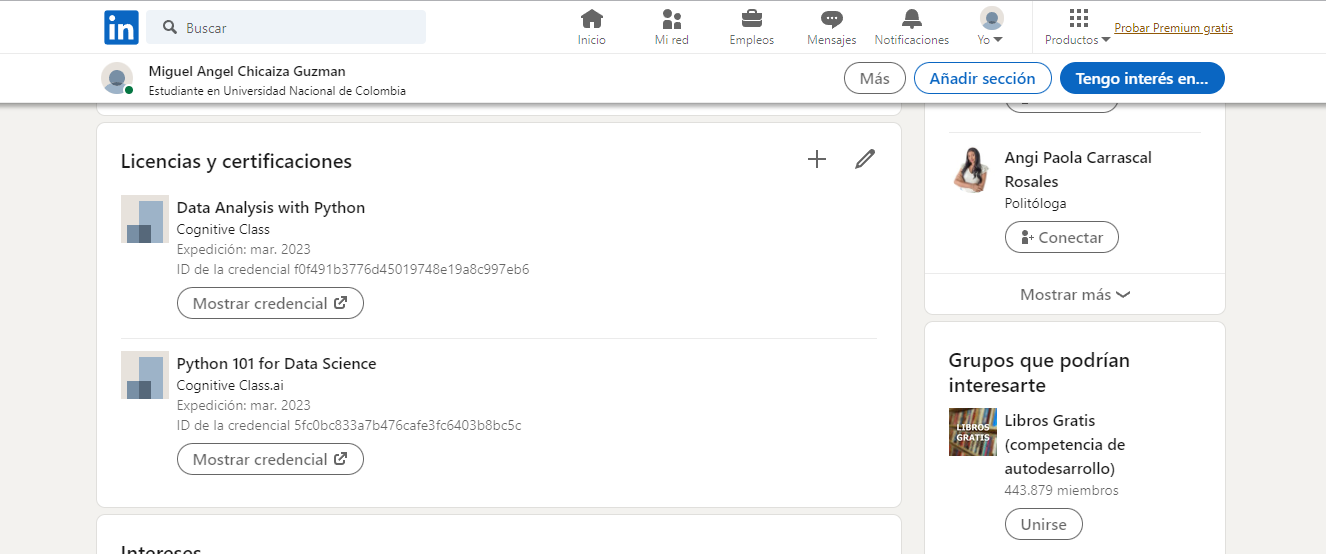 in
Buscar
Inicio
Mi red
Empleos
Mensajes
Notificaciones
Yo
Productos
Probar Premium gratis
Miguel Angel Chicaiza Guzman
Estudiante en Universidad Nacional de Colombia
Más
Añadir sección
Tengo interés en...
Licencias y certificaciones
Data Analysis with Python
Cognitive Class
Expedición: mar. 2023
ID de la credencial f0f491b3776d45019748e19a8c997eb6
Mostrar credencial
Python 101 for Data Science
Cognitive Class.ai
Expedición: mar. 2023
ID de la credencial 5fc0bc833a7b476cafe3fc6403b8bc5c
Mostrar credencial
Intereses
Angi Paola Carrascal
Rosales
Politóloga
Conectar
Mostrar más
Grupos que podrían
interesarte
LIBROS
GRATIS
Libros Gratis
(competencia de
autodesarrollo)
443.879 miembros
Unirse